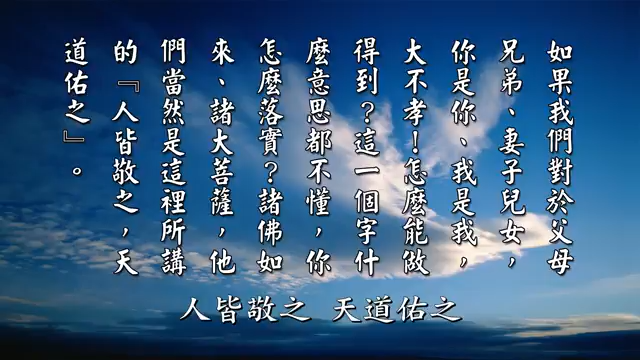 如果我們對於父母
兄弟、妻子兒女，
你是你、我是我，
大不孝！怎麼能做
得到？這一個字什
麼意思都不懂，你
怎麼落實？諸佛如
來、諸大菩薩，他
們當然是這裡所講
的『人皆敬之，天
道佑之』。
人皆敬之 天道佑之